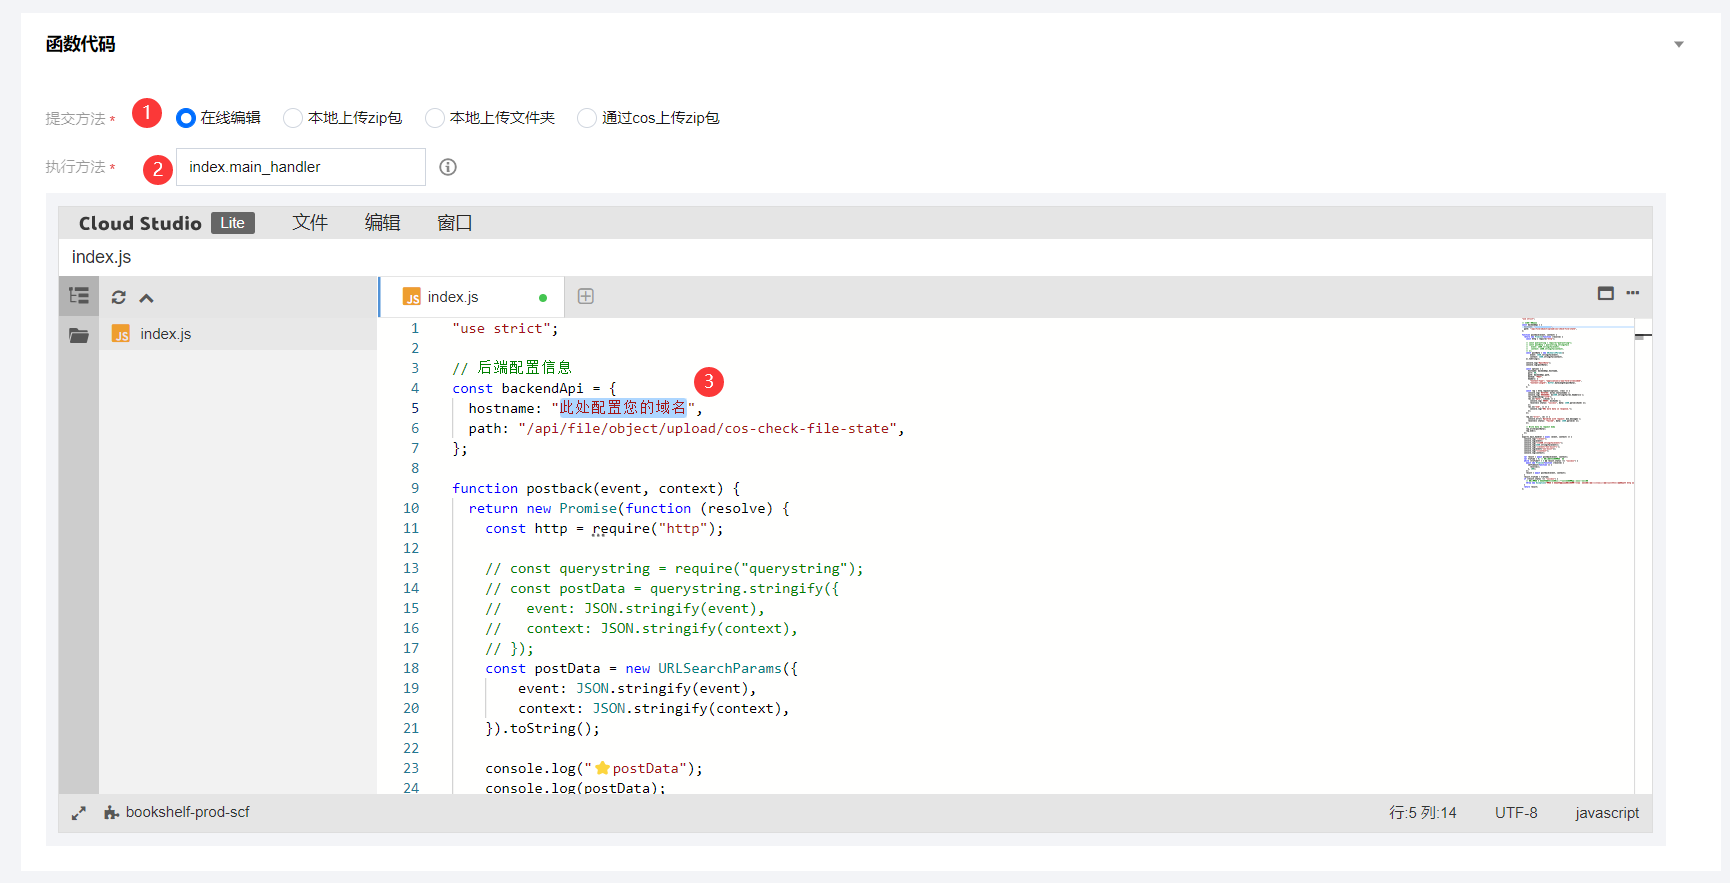 函数代码
提交方法 * 1 在线编辑 本地上传zip包 本地上传文件夹 通过cos上传zip包
执行方法 * 2 index.main_handler
Cloud Studio Lite 文件 编辑 窗口
index.js
JS index.js
JS index.js
1 "use strict";
2
3 // 后端配置信息
4 const backendApi = {
3
5 hostname: "此处配置您的域名",
6 path: "/api/file/object/upload/cos-check-file-state",
7 };
8
9 function postback(event, context) {
10 return new Promise(function (resolve) {
11 const http = require("http");
12
13 // const querystring = require("querystring");
14 // const postData = querystring.stringify({
15 // event: JSON.stringify(event),
16 // context: JSON.stringify(context),
17 // });
18 const postData = new URLSearchParams({
19 event: JSON.stringify(event),
20 context: JSON.stringify(context),
21 }).toString();
22
23 console.log("⭐postData");
24 console.log(postData);
bookshelf-prod-scf 行:5 列:14 UTF-8 javascript